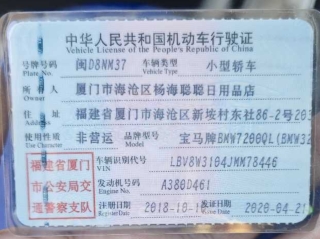 中华人民共和国机动车行驶证
Vehicle License of the People's Republic of China
号牌号码 Plate No. 闽D8NM37 车辆类型 Vehicle Type 小型轿车
所有人 Owner 厦门市海沧区杨海聪聪日用品店
住址 Address 福建省厦门市海沧区新垵村东社86-2号203
使用性质 Use Character 非营运 品牌型号 Model 宝马牌BMW7200QL(BMW3
福建省厦门市公安局交通警察支队
车辆识别代号 VIN LBV8W3104JMM78446
发动机号码 Engine No. A380D461
注册日期 Register Date 2018-10-1 发证日期 Issue Date 2020-04-21